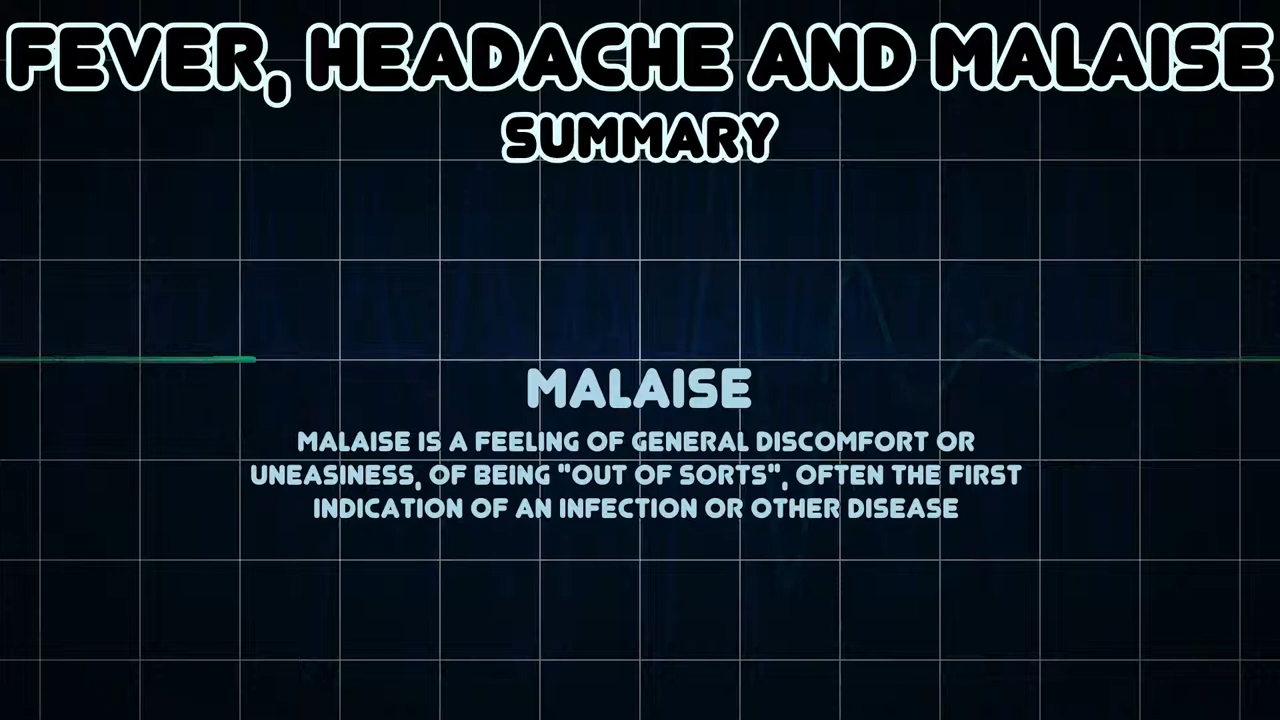 FEVER, HEADACHE AND MALAISE
SUMMARY
MALAISE
MALAISE IS A FEELING OF GENERAL DISCOMFORT OR
UNEASINESS, OF BEING "OUT OF SORTS", OFTEN THE FIRST
INDICATION OF AN INFECTION OR OTHER DISEASE